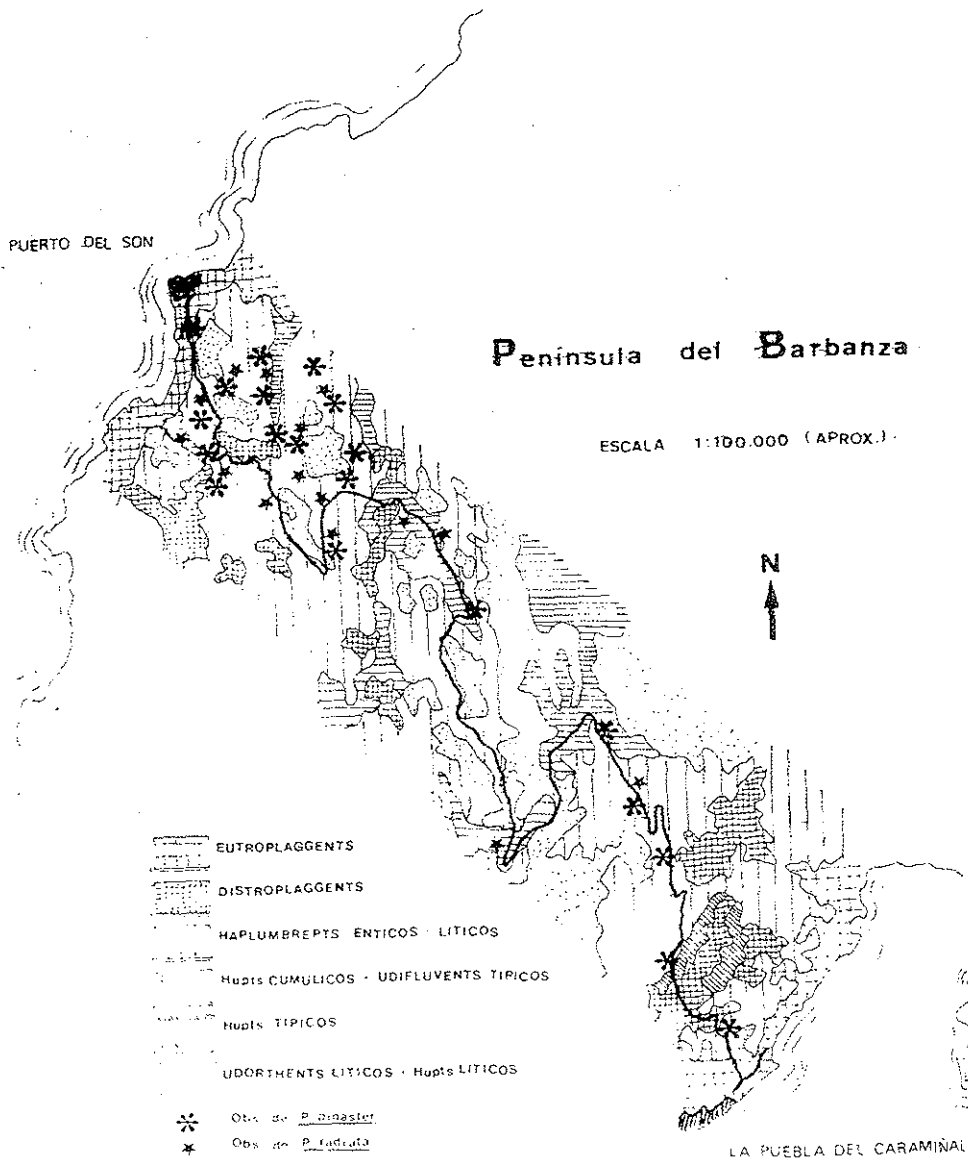 PUERTO DEL SON
Península del Barbanza
ESCALA 1:100.000 (APROX.)
N
EUTROPLAGGENTS
DISTROPLAGGENTS
HAPLUMBREPTS ENTICOS - LITICOS
Hupts CUMULICOS - UDIFLUVENTS TIPICOS
Hupts TIPICOS
UDORTHENTS LITICOS - Hupts LITICOS
Obs de P. pinaster
Obs de P. radiata
LA PUEBLA DEL CARAMIÑAL